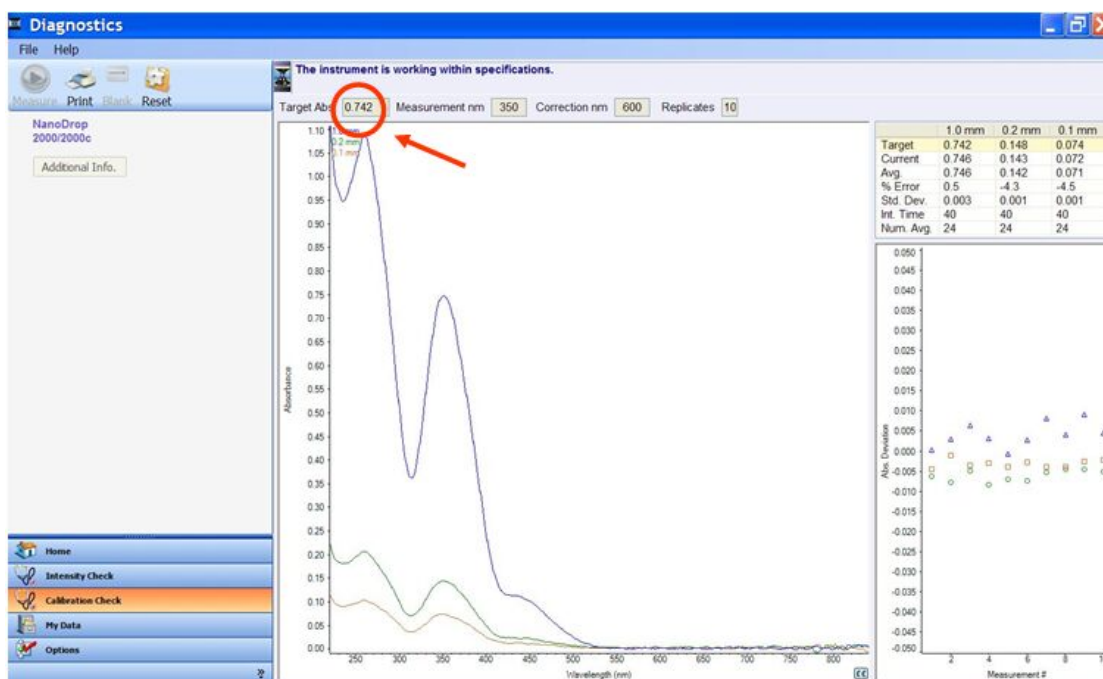 Diagnostics
File Help
Measure Print Blank Reset
NanoDrop
2000/2000c
Additional Info.
Home
Intensity Check
Calibration Check
My Data
Options
The instrument is working within specifications.
Target Abs 0.742 Measurement nm 350 Correction nm 600 Replicates 10
1.10
1.05
1.00
0.95
0.90
0.85
0.80
0.75
0.70
0.65
0.60
0.55
0.50
0.45
0.40
0.35
0.30
0.25
0.20
0.15
0.10
0.05
0.00
Absorbance
0.2 mm
0.1 mm
250 300 350 400 450 500 550 600 650 700 750 800
Wavelength (nm)
1.0 mm 0.2 mm 0.1 mm
Target 0.742 0.148 0.074
Current 0.746 0.143 0.072
Avg. 0.746 0.142 0.071
% Error 0.5 -4.3 -4.5
Std. Dev. 0.003 0.001 0.001
Int. Time 40 40 40
Num. Avg. 24 24 24
0.050
0.045
0.040
0.035
0.030
0.025
0.020
0.015
0.010
0.005
0.000
-0.005
-0.010
-0.015
-0.020
-0.025
-0.030
-0.035
-0.040
-0.045
-0.050
Abs. Deviation
2 4 6 8
Measurement #